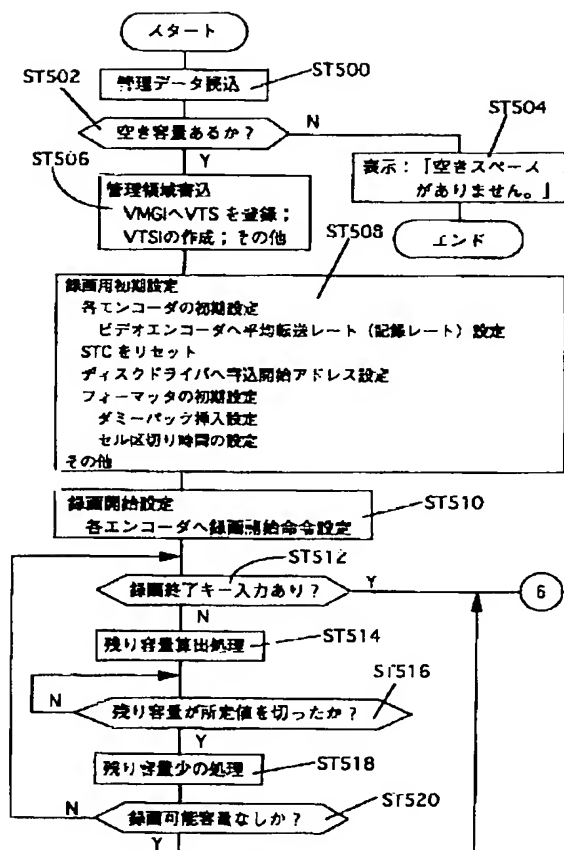 スタート
ST500
管理データ読込
ST502
空き容量あるか?
N
ST504
Y
表示:「空きスペース
がありません。」
エンド
ST506
管理領域書込
VMGIへVTS を登録;
VTSIの作成;その他
ST508
録画用初期設定
各エンコーダの初期設定
ビデオエンコーダへ平均転送レート(記録レート)設定
STC をリセット
ディスクドライバへ書込開始アドレス設定
フォーマッタの初期設定
ダミーパック挿入設定
セル区切り時間の設定
その他
録画開始設定
各エンコーダへ録画開始命令設定
ST510
ST512
録画終了キー入力あり?
Y
6
N
残り容量算出処理
ST514
ST516
N
残り容量が所定値を切ったか?
Y
残り容量少の処理
ST518
N
録画可能容量なしか?
ST520
Y